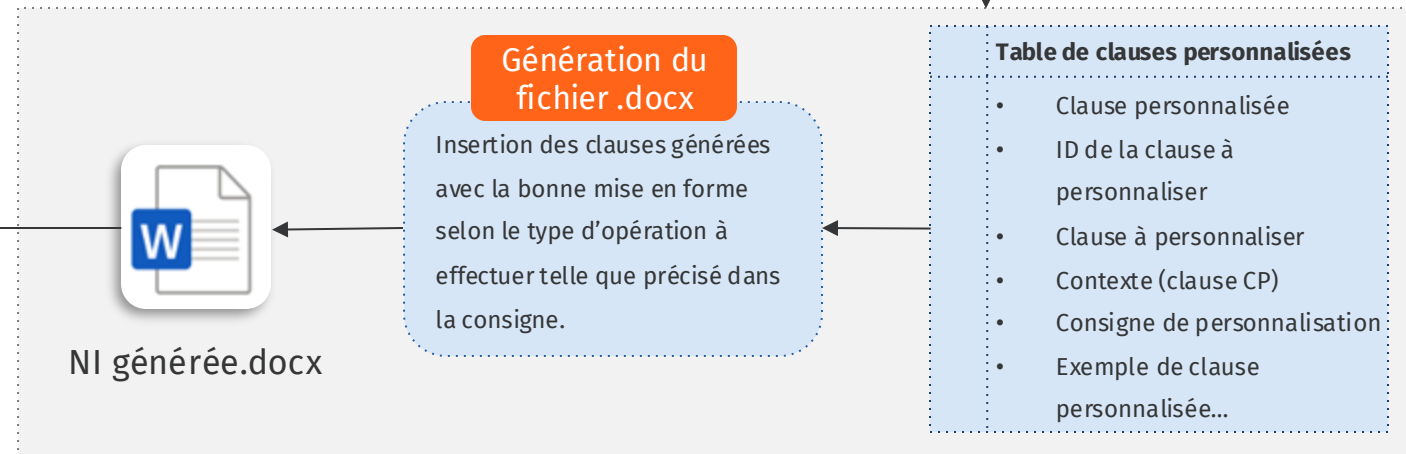 Génération du
fichier .docx
Insertion des clauses générées
avec la bonne mise en forme
selon le type d’opération à
effectuer telle que précisé dans
la consigne.
W
NI générée.docx
Table de clauses personnalisées
• Clause personnalisée
• ID de la clause à
personnaliser
• Clause à personnaliser
• Contexte (clause CP)
• Consigne de personnalisation
• Exemple de clause
personnalisée…